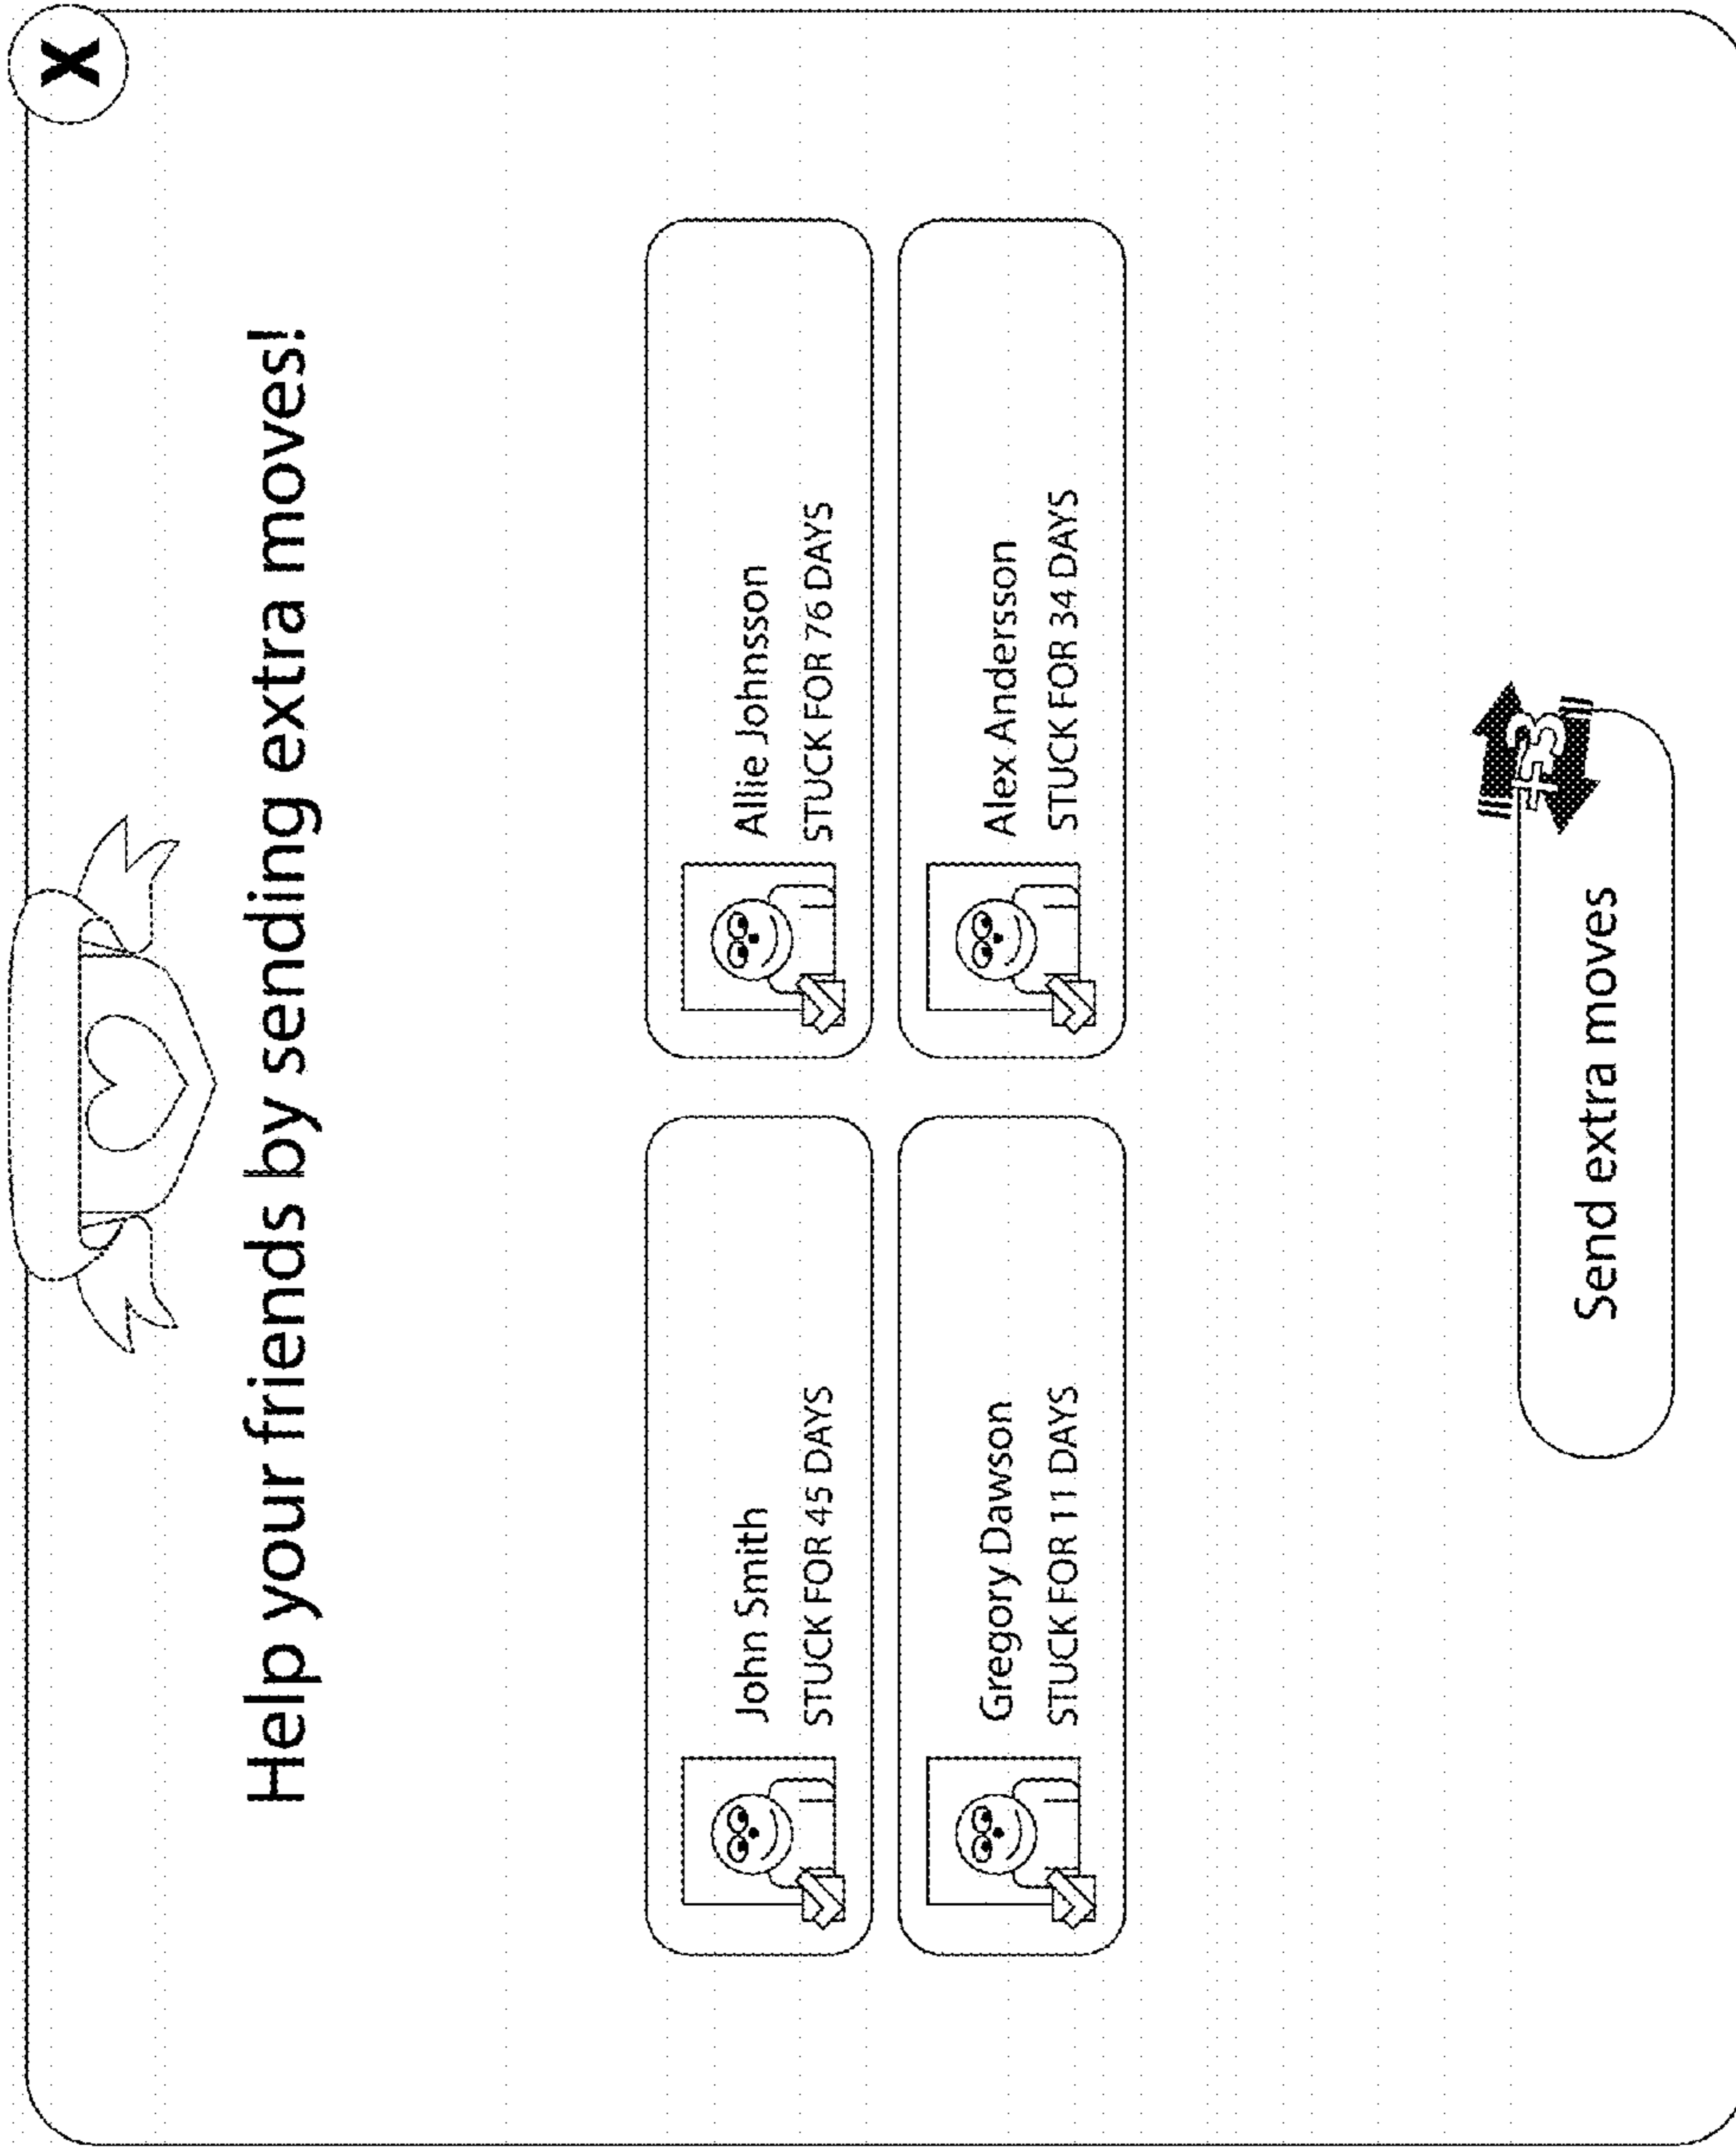 X
Help your friends by sending extra moves!
John Smith
STUCK FOR 45 DAYS
Allie Johnsson
STUCK FOR 76 DAYS
Gregory Dawson
STUCK FOR 11 DAYS
Alex Andersson
STUCK FOR 34 DAYS
Send extra moves
+3